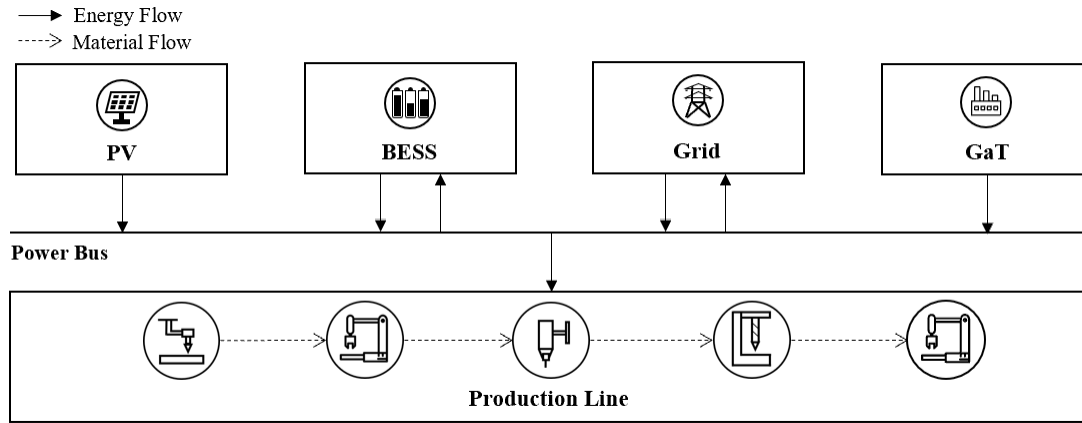 Energy Flow
Material Flow
PV
BESS
Grid
GaT
Power Bus
Production Line